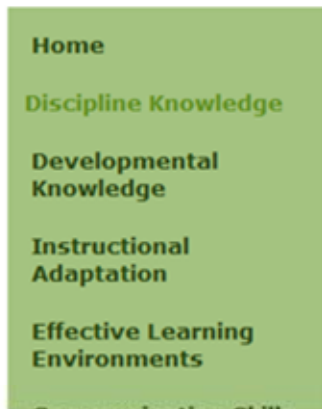 Home
Discipline Knowledge
Developmental
Knowledge
Instructional
Adaptation
Effective Learning
Environments